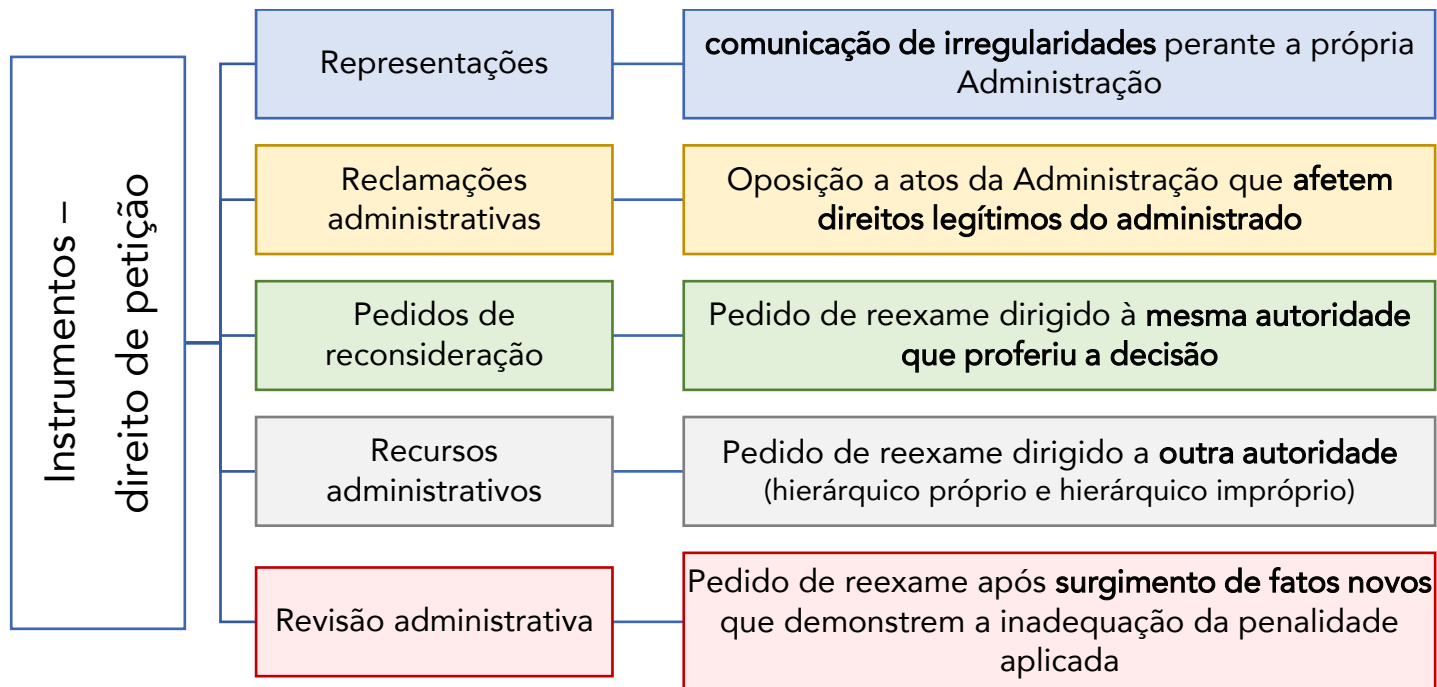 Instrumentos –
direito de petição
Representações
comunicação de irregularidades perante a própria
Administração
Reclamações
administrativas
Oposição a atos da Administração que afetem
direitos legítimos do administrado
Pedidos de
reconsideração
Pedido de reexame dirigido à mesma autoridade
que proferiu a decisão
Recursos
administrativos
Pedido de reexame dirigido a outra autoridade
(hierárquico próprio e hierárquico impróprio)
Revisão administrativa
Pedido de reexame após surgimento de fatos novos
que demonstrem a inadequação da penalidade
aplicada